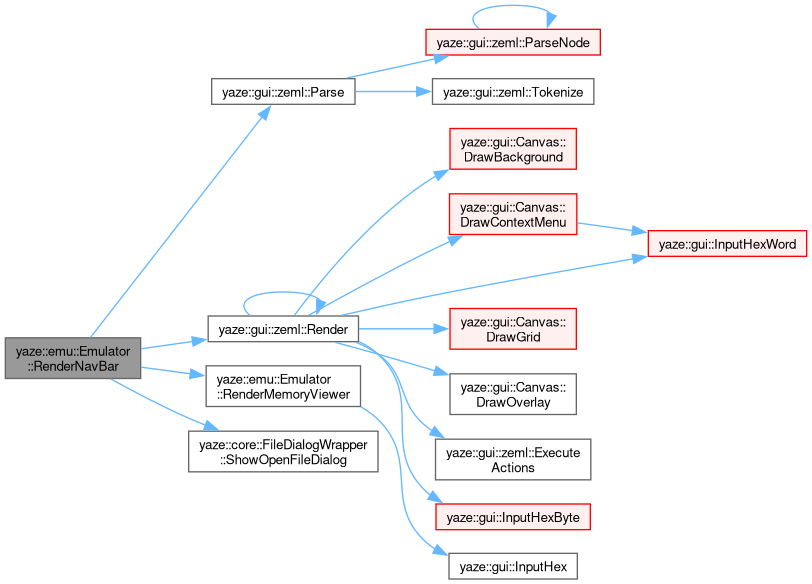 yaze::gui::zeml::ParseNode
yaze::gui::zeml::Parse
yaze::gui::zeml::Tokenize
yaze::gui::Canvas::
DrawBackground
yaze::gui::Canvas::
DrawContextMenu
yaze::gui::InputHexWord
yaze::gui::zeml::Render
yaze::gui::Canvas::
DrawGrid
yaze::emu::Emulator
::RenderNavBar
yaze::emu::Emulator
::RenderMemoryViewer
yaze::gui::Canvas::
DrawOverlay
yaze::core::FileDialogWrapper
::ShowOpenFileDialog
yaze::gui::zeml::Execute
Actions
yaze::gui::InputHexByte
yaze::gui::InputHex